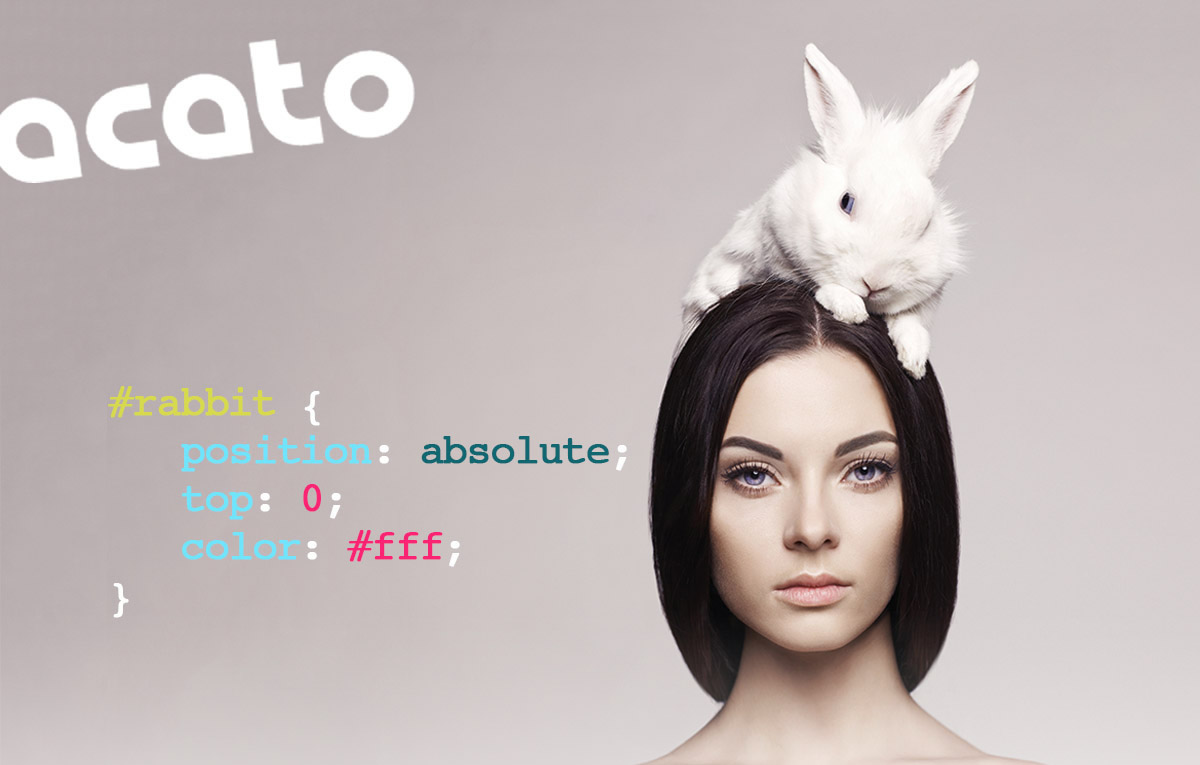 acato
#rabbit {
   position: absolute;
   top: 0;
   color: #fff;
}